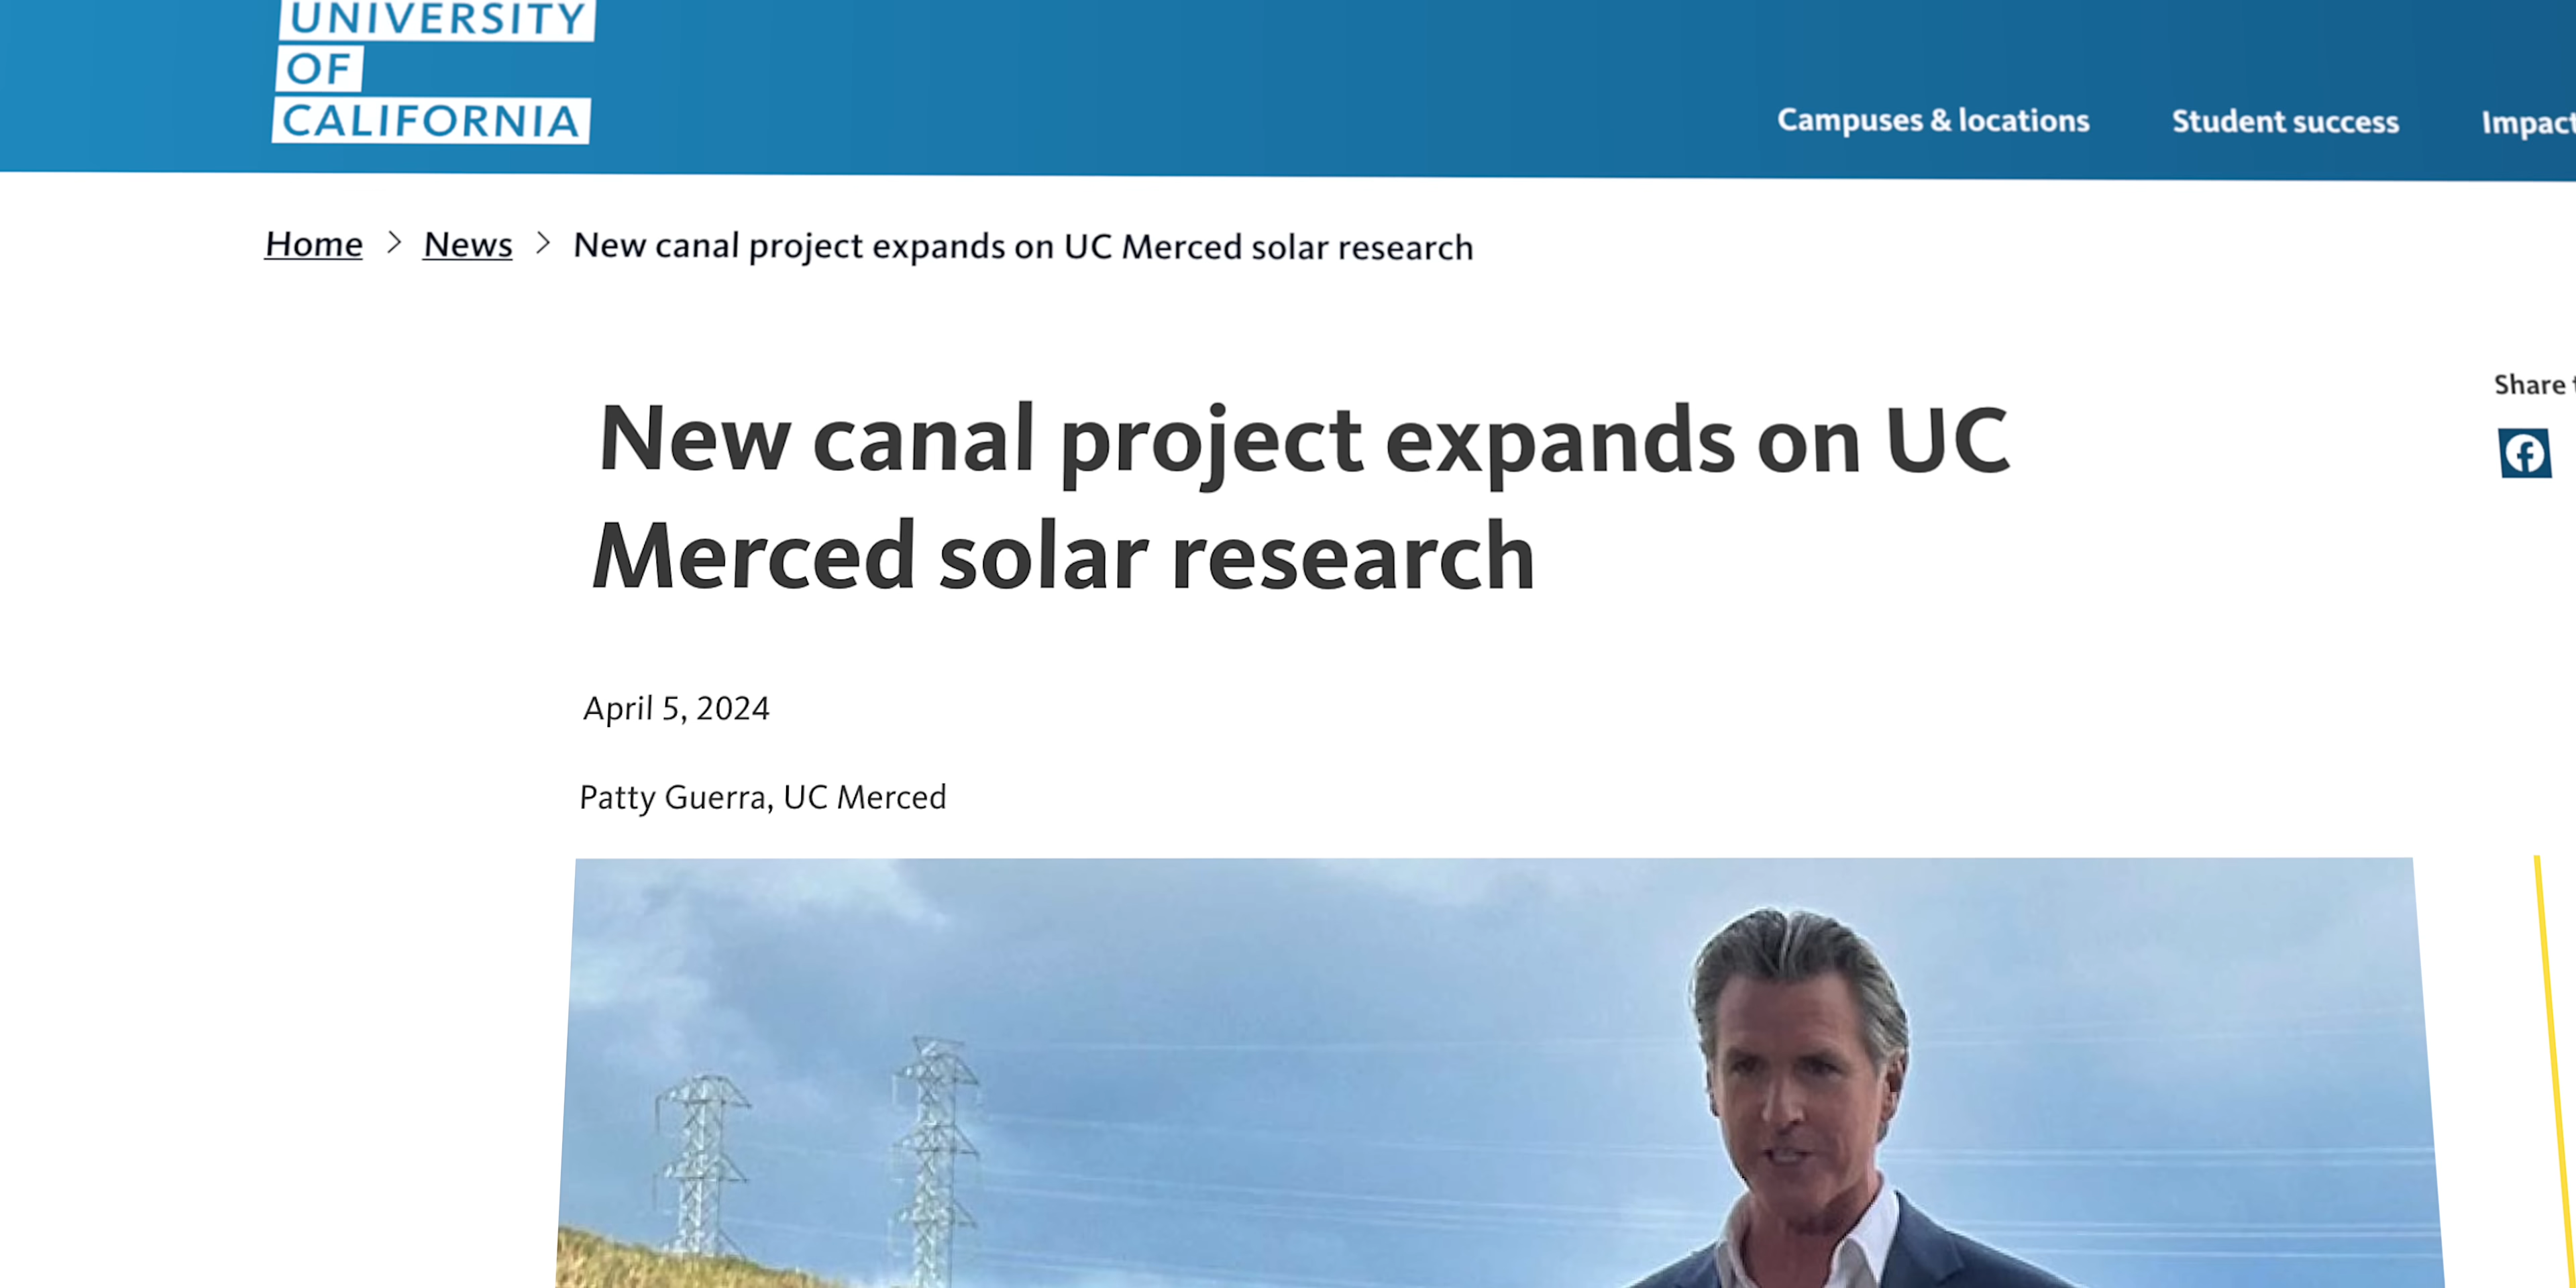 UNIVERSITY
OF
CALIFORNIA
Campuses & locations
Student success
Impact
Home > News > New canal project expands on UC Merced solar research
Share
New canal project expands on UC
Merced solar research
April 5, 2024
Patty Guerra, UC Merced